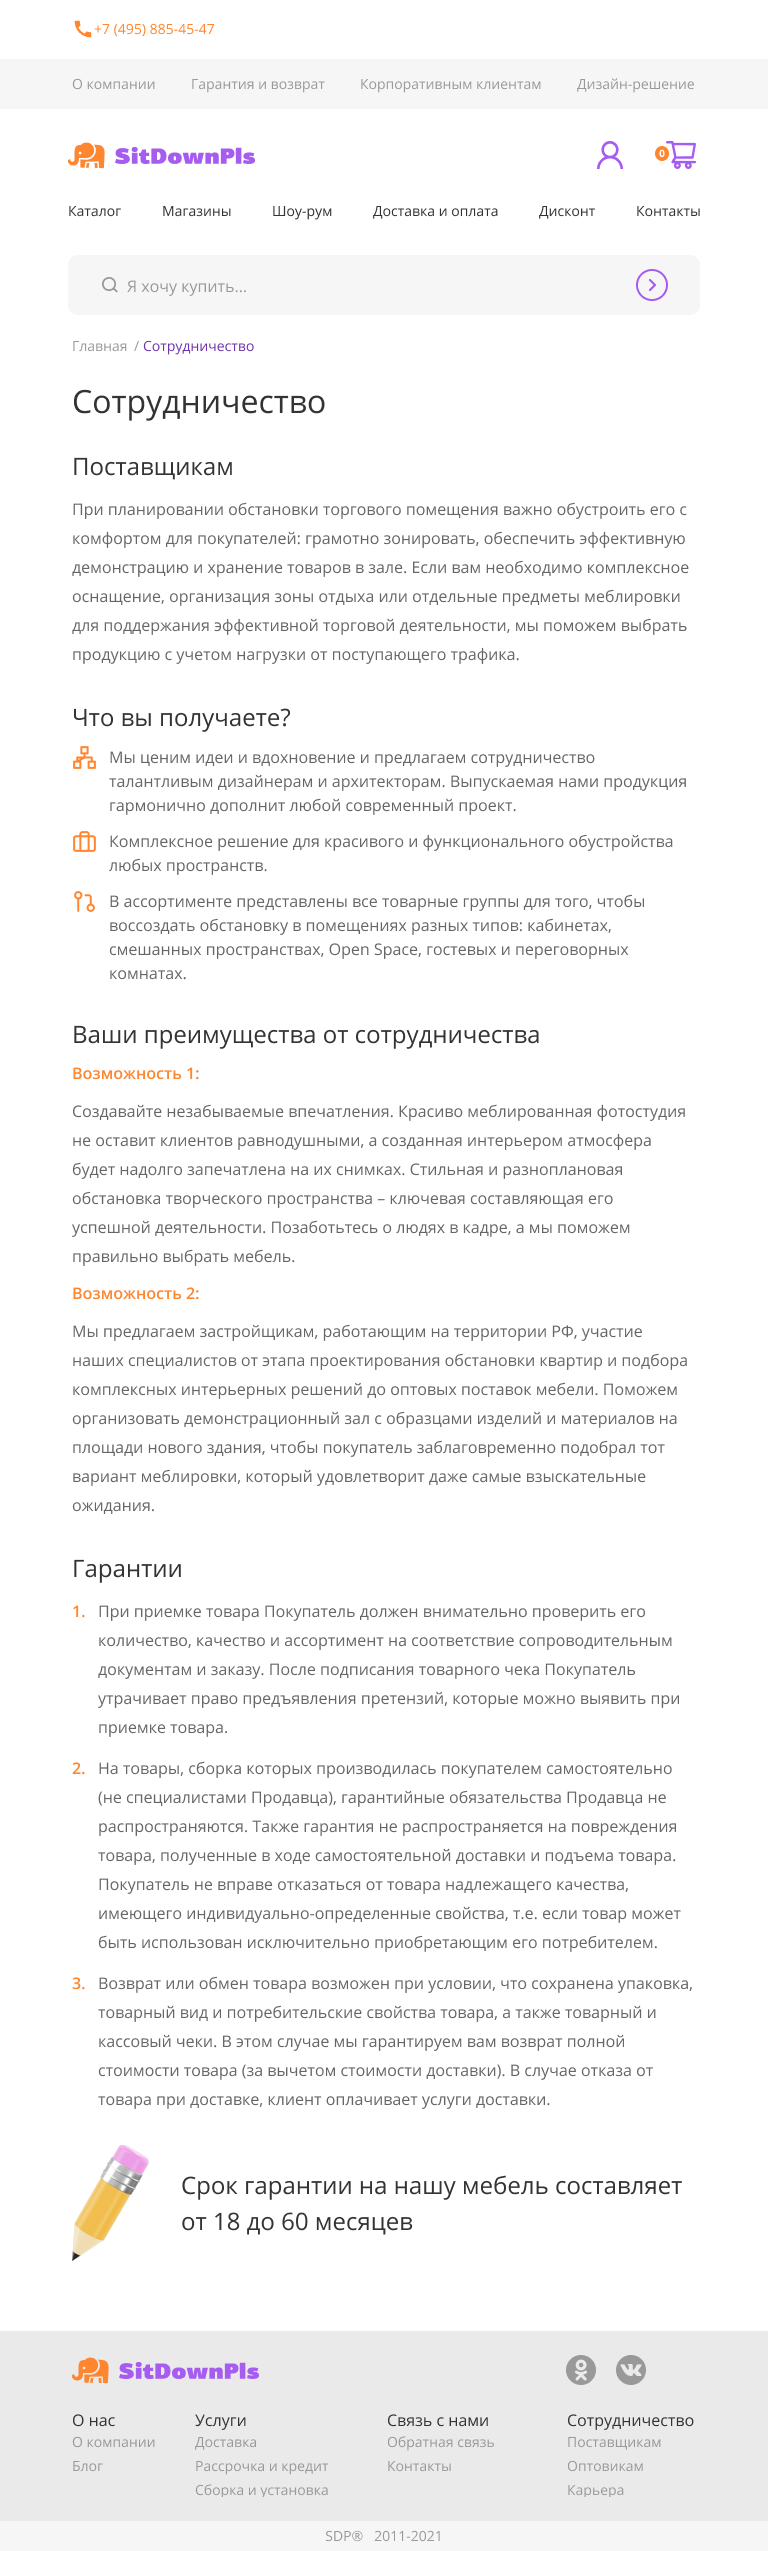 +7 (495) 885-45-47
О компании Гарантия и возврат Корпоративным клиентам Дизайн-решение
SitDownPls
0
Каталог Магазины Шоу-рум Доставка и оплата Дисконт Контакты
Я хочу купить...
Главная / Сотрудничество
Сотрудничество
Поставщикам
При планировании обстановки торгового помещения важно обустроить его с
комфортом для покупателей: грамотно зонировать, обеспечить эффективную
демонстрацию и хранение товаров в зале. Если вам необходимо комплексное
оснащение, организация зоны отдыха или отдельные предметы меблировки
для поддержания эффективной торговой деятельности, мы поможем выбрать
продукцию с учетом нагрузки от поступающего трафика.
Что вы получаете?
Мы ценим идеи и вдохновение и предлагаем сотрудничество
талантливым дизайнерам и архитекторам. Выпускаемая нами продукция
гармонично дополнит любой современный проект.
Комплексное решение для красивого и функционального обустройства
любых пространств.
В ассортименте представлены все товарные группы для того, чтобы
воссоздать обстановку в помещениях разных типов: кабинетах,
смешанных пространствах, Open Space, гостевых и переговорных
комнатах.
Ваши преимущества от сотрудничества
Возможность 1:
Создавайте незабываемые впечатления. Красиво меблированная фотостудия
не оставит клиентов равнодушными, а созданная интерьером атмосфера
будет надолго запечатлена на их снимках. Стильная и разноплановая
обстановка творческого пространства – ключевая составляющая его
успешной деятельности. Позаботьтесь о людях в кадре, а мы поможем
правильно выбрать мебель.
Возможность 2:
Мы предлагаем застройщикам, работающим на территории РФ, участие
наших специалистов от этапа проектирования обстановки квартир и подбора
комплексных интерьерных решений до оптовых поставок мебели. Поможем
организовать демонстрационный зал с образцами изделий и материалов на
площади нового здания, чтобы покупатель заблаговременно подобрал тот
вариант меблировки, который удовлетворит даже самые взыскательные
ожидания.
Гарантии
1. При приемке товара Покупатель должен внимательно проверить его
количество, качество и ассортимент на соответствие сопроводительным
документам и заказу. После подписания товарного чека Покупатель
утрачивает право предъявления претензий, которые можно выявить при
приемке товара.
2. На товары, сборка которых производилась покупателем самостоятельно
(не специалистами Продавца), гарантийные обязательства Продавца не
распространяются. Также гарантия не распространяется на повреждения
товара, полученные в ходе самостоятельной доставки и подъема товара.
Покупатель не вправе отказаться от товара надлежащего качества,
имеющего индивидуально-определенные свойства, т.е. если товар может
быть использован исключительно приобретающим его потребителем.
3. Возврат или обмен товара возможен при условии, что сохранена упаковка,
товарный вид и потребительские свойства товара, а также товарный и
кассовый чеки. В этом случае мы гарантируем вам возврат полной
стоимости товара (за вычетом стоимости доставки). В случае отказа от
товара при доставке, клиент оплачивает услуги доставки.
Срок гарантии на нашу мебель составляет
от 18 до 60 месяцев
SitDownPls
О нас Услуги Связь с нами Сотрудничество
О компании Доставка Обратная связь Поставщикам
Блог Рассрочка и кредит Контакты Оптовикам
Сборка и установка Карьера
SDP® 2011-2021